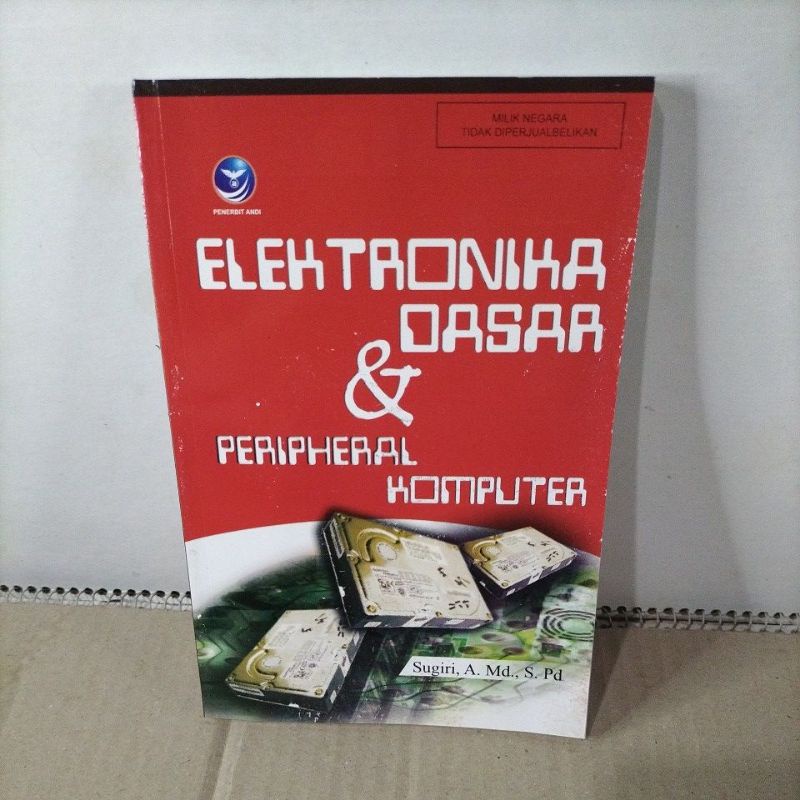 MILIK NEGARA
TIDAK DIPERJUALBELIKAN
PENERBIT ANDI
ELEKTRONIKA
DASAR
&
PERIPHERAL
KOMPUTER
Sugiri, A. Md., S. Pd